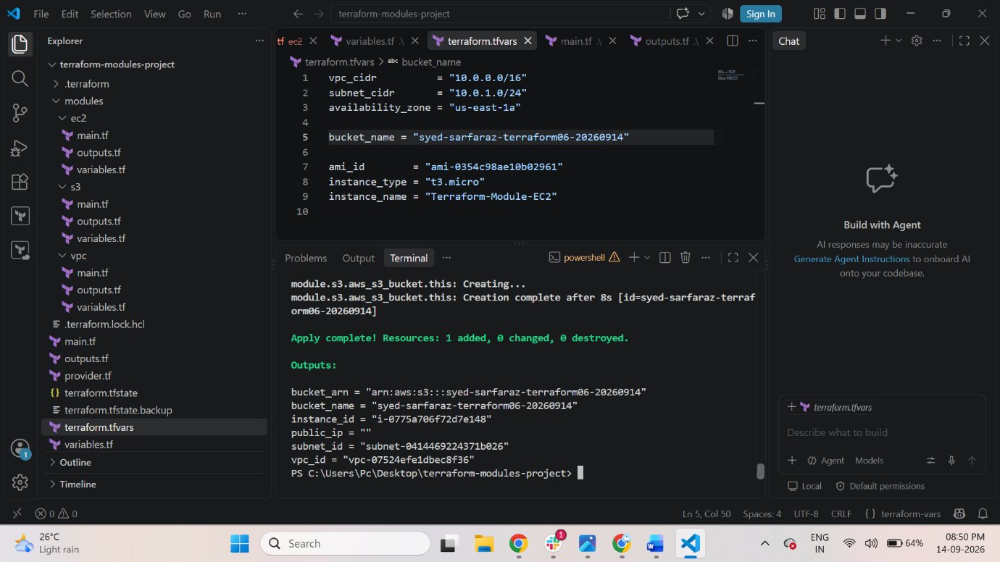 File Edit Selection View Go Run ···
terraform-modules-project
Sign In
Explorer
terraform-modules-project
.terraform
modules
ec2
main.tf
outputs.tf
variables.tf
s3
main.tf
outputs.tf
variables.tf
vpc
main.tf
outputs.tf
variables.tf
.terraform.lock.hcl
main.tf
outputs.tf
provider.tf
{} terraform.tfstate
terraform.tfstate.backup
terraform.tfvars
variables.tf
Outline
Timeline
1
tf ec2 variables.tf .\ terraform.tfvars main.tf .\ outputs.tf .\
terraform.tfvars > abc bucket_name
1 vpc_cidr = "10.0.0.0/16"
2 subnet_cidr = "10.0.1.0/24"
3 availability_zone = "us-east-1a"
4
5 bucket_name = "syed-sarfaraz-terraform06-20260914"
6
7 ami_id = "ami-0354c98ae10b02961"
8 instance_type = "t3.micro"
9 instance_name = "Terraform-Module-EC2"
10
Problems Output Terminal ··· powershell
module.s3.aws_s3_bucket.this: Creating...
module.s3.aws_s3_bucket.this: Creation complete after 8s [id=syed-sarfaraz-terraf
orm06-20260914]
Apply complete! Resources: 1 added, 0 changed, 0 destroyed.
Outputs:
bucket_arn = "arn:aws:s3:::syed-sarfaraz-terraform06-20260914"
bucket_name = "syed-sarfaraz-terraform06-20260914"
instance_id = "i-0775a706f72d7e148"
public_ip = ""
subnet_id = "subnet-0414469224371b026"
vpc_id = "vpc-07524efe1dbec8f36"
PS C:\Users\Pc\Desktop\terraform-modules-project>
Chat
Build with Agent
AI responses may be inaccurate
Generate Agent Instructions to onboard AI
onto your codebase.
terraform.tfvars
Describe what to build
Agent Models
Local Default permissions
0 0
Ln 5, Col 50 Spaces: 4 UTF-8 CRLF {} terraform-vars
26°C
Light rain
Search
1
ENG
IN
64%
08:50 PM
14-09-2026